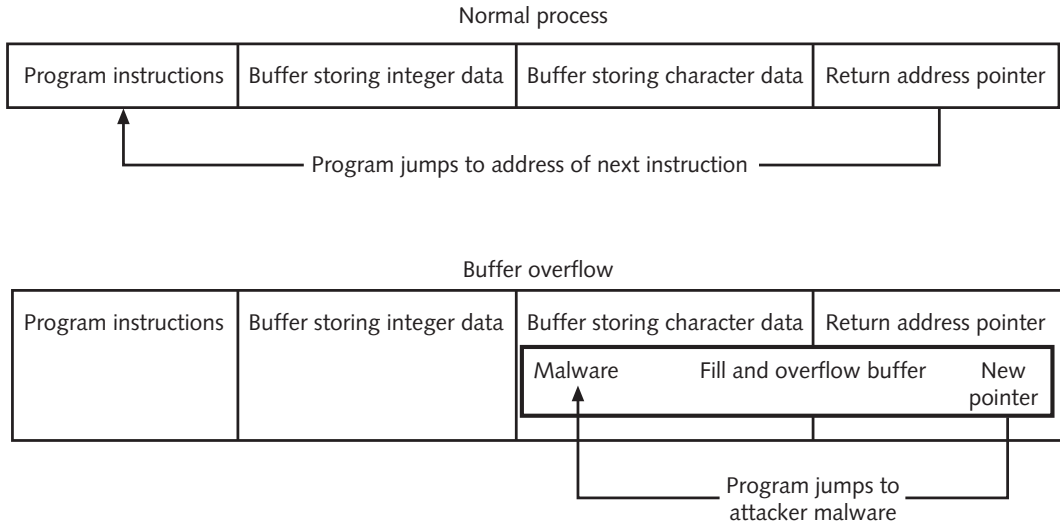 Normal process
Program instructions
Buffer storing integer data
Buffer storing character data
Return address pointer
Program jumps to address of next instruction
Buffer overflow
Program instructions
Buffer storing integer data
Buffer storing character data
Return address pointer
Malware
Fill and overflow buffer
New
pointer
Program jumps to
attacker malware